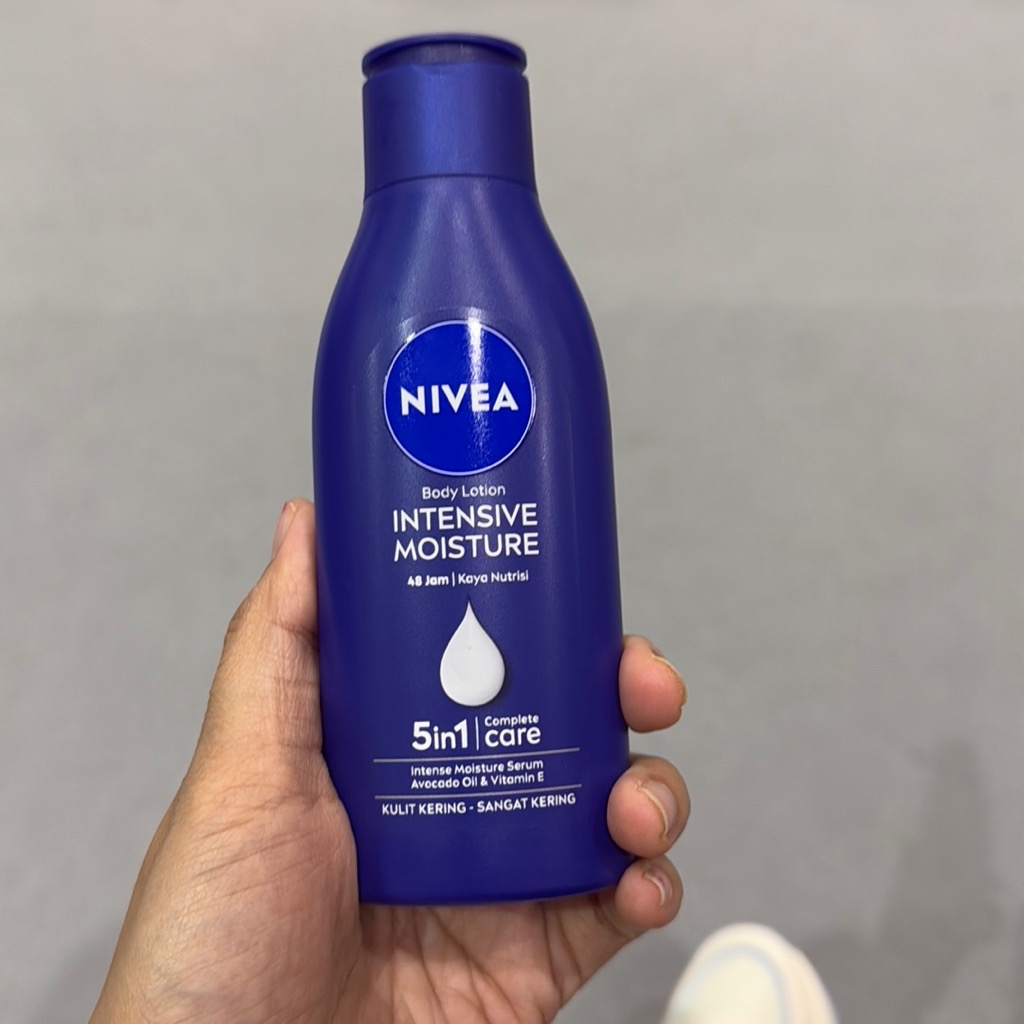 NIVEA
Body Lotion
INTENSIVE
MOISTURE
48 Jam | Kaya Nutrisi
5in1 | Complete care
Intense Moisture Serum
Avocado Oil & Vitamin E
KULIT KERING - SANGAT KERING